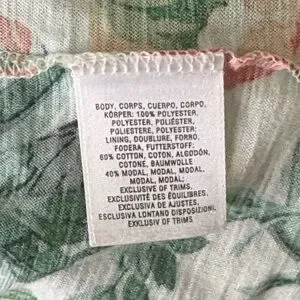 BODY, CORPS, CUERPO, CORPO,
KÖRPER: 100% POLYESTER,
POLYESTER, POLIÉSTER,
POLIESTERE, POLYESTER;
LINING, DOUBLURE, FORRO,
FODERA, FUTTERSTOFF:
60% COTTON, COTON, ALGODÓN,
COTONE, BAUMWOLLE
40% MODAL, MODAL, MODAL,
MODAL, MODAL;
EXCLUSIVE OF TRIMS.
EXCLUSIVITÉ DES ÉQUILIBRES.
EXCLUSIVA DE AJUSTES.
ESCLUSIVA LONTANO DISPOSIZIONI.
EXKLUSIV OF TRIMS